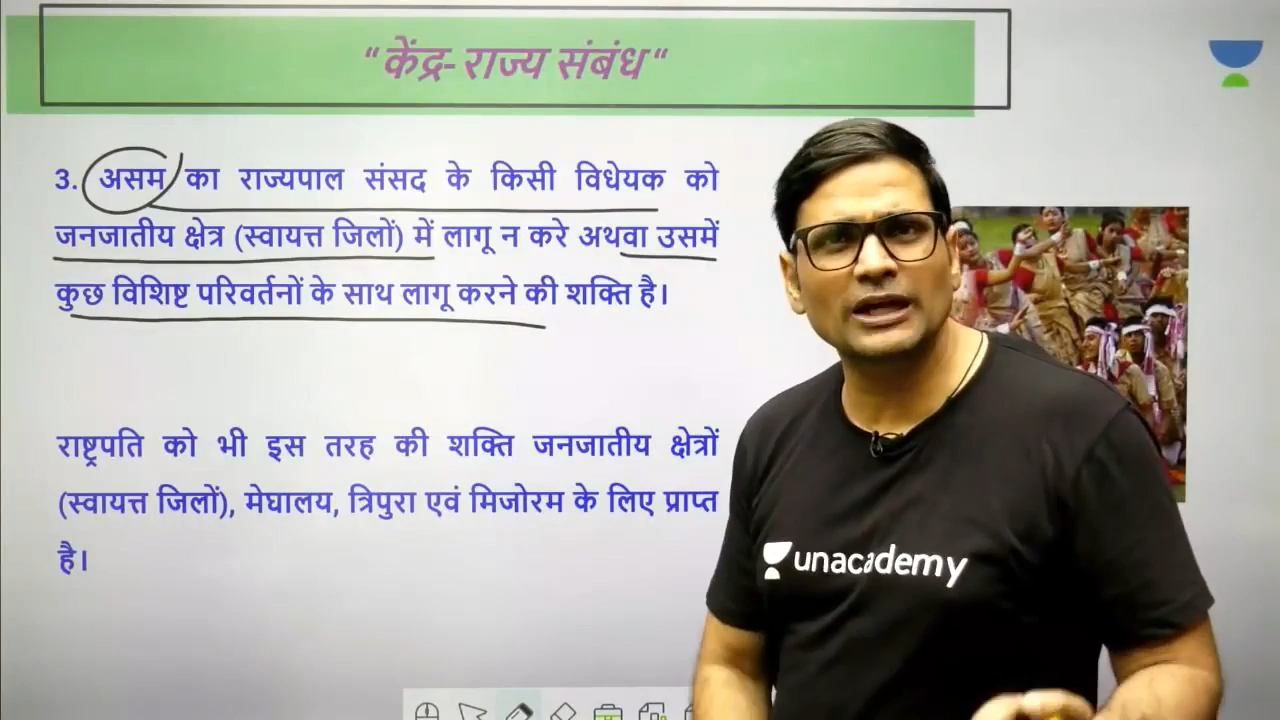 “केंद्र-राज्य संबंध“
3. असम का राज्यपाल संसद के किसी विधेयक को
जनजातीय क्षेत्र (स्वायत्त जिलों) में लागू न करे अथवा उसमें
कुछ विशिष्ट परिवर्तनों के साथ लागू करने की शक्ति है।
राष्ट्रपति को भी इस तरह की शक्ति जनजातीय क्षेत्रों
(स्वायत्त जिलों), मेघालय, त्रिपुरा एवं मिजोरम के लिए प्राप्त
है।
unacademy